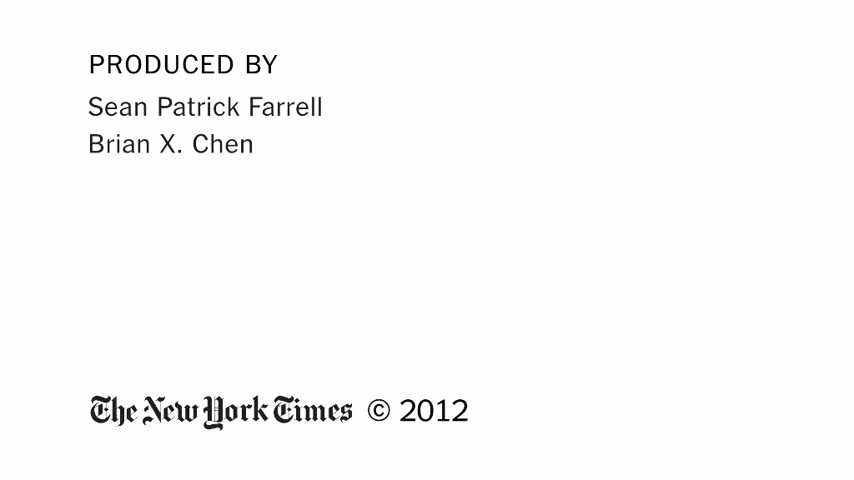 PRODUCED BY
Sean Patrick Farrell
Brian X. Chen
The New York Times © 2012